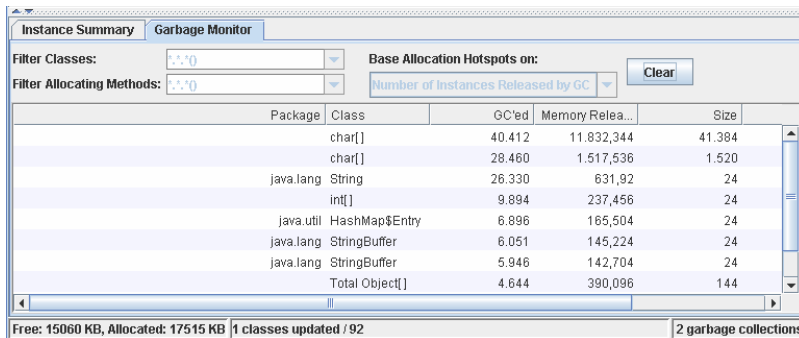 Instance Summary Garbage Monitor
Filter Classes: *.*.*() Base Allocation Hotspots on: Clear
Filter Allocating Methods: *.*.*() Number of Instances Released by GC
Package Class GC'ed Memory Relea... Size
char[] 40.412 11.832,344 41.384
char[] 28.460 1.517,536 1.520
java.lang String 26.330 631,92 24
int[] 9.894 237,456 24
java.util HashMap$Entry 6.896 165,504 24
java.lang StringBuffer 6.051 145,224 24
java.lang StringBuffer 5.946 142,704 24
Total Object[] 4.644 390,096 144
Free: 15060 KB, Allocated: 17515 KB 1 classes updated / 92 2 garbage collections